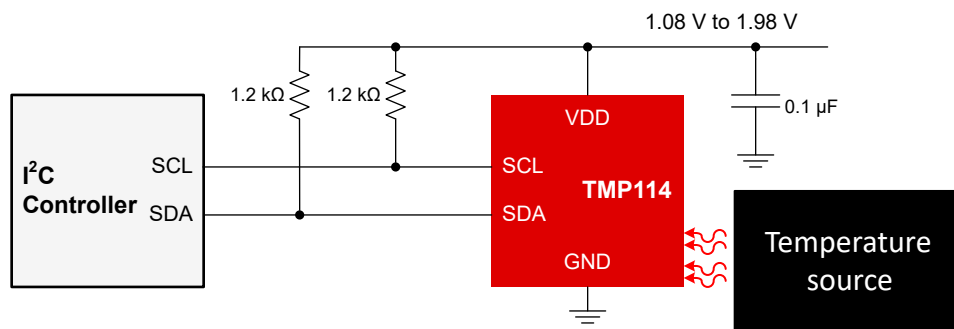 1.08 V to 1.98 V
1.2 kΩ
1.2 kΩ
0.1 µF
VDD
SCL
SCL
I²C
Controller
TMP114
SDA
SDA
GND
Temperature
source